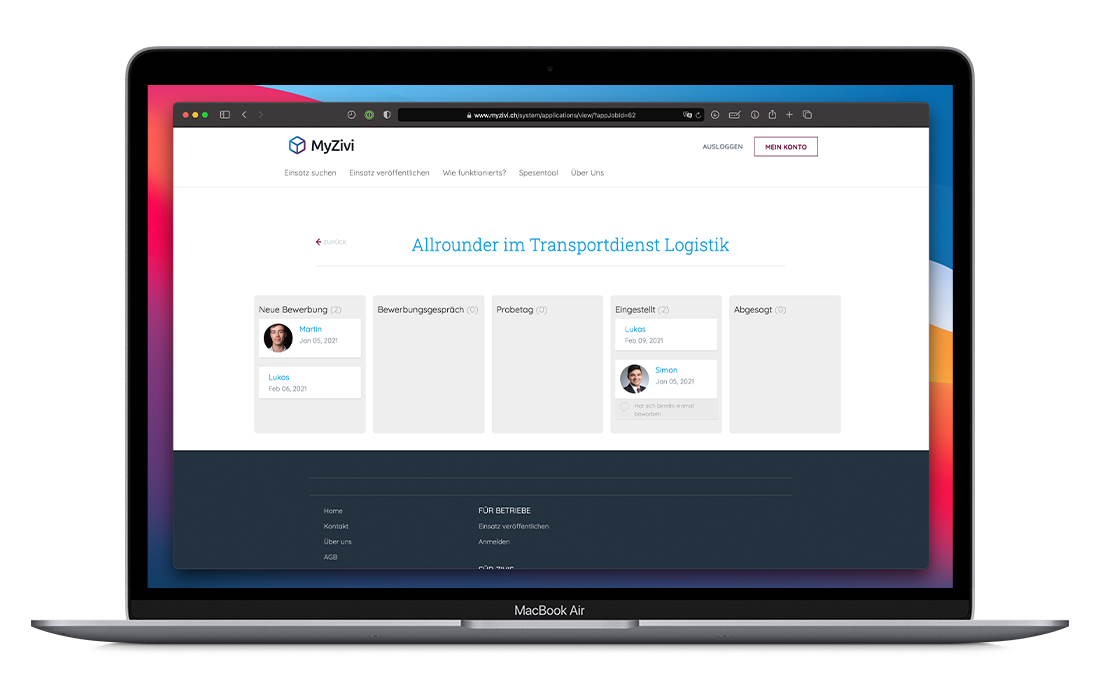 www.myzivi.ch/system/applications/view/?appJobId=62
MyZivi
AUSLOGGEN
MEIN KONTO
Einsatz suchen
Einsatz veröffentlichen
Wie funktionierts?
Spesentool
Über Uns
ZURÜCK
Allrounder im Transportdienst Logistik
Neue Bewerbung (2)
Martin
Jan 05, 2021
Lukas
Feb 06, 2021
Bewerbungsgespräch (0)
Probetag (0)
Eingestellt (2)
Lukas
Feb 09, 2021
Simon
Jan 05, 2021
Hat sich bereits einmal
beworben
Abgesagt (0)
Home
Kontakt
Über uns
AGB
FÜR BETRIEBE
Einsatz veröffentlichen
Anmelden
FÜR ZIVIS
MacBook Air